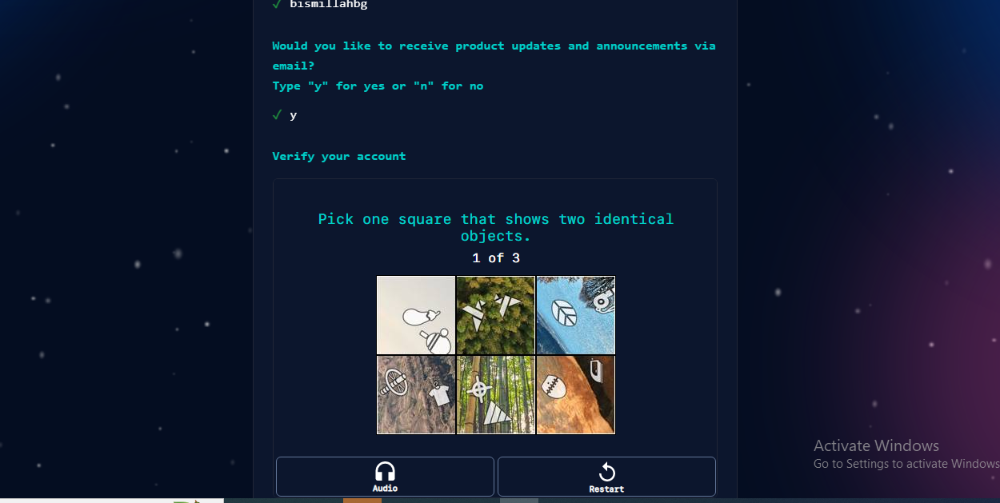 ✓ bismillahbg
Would you like to receive product updates and announcements via
email?
Type "y" for yes or "n" for no
✓ y
Verify your account
Pick one square that shows two identical
objects.
1 of 3
Audio
Restart
Activate Windows
Go to Settings to activate Windows